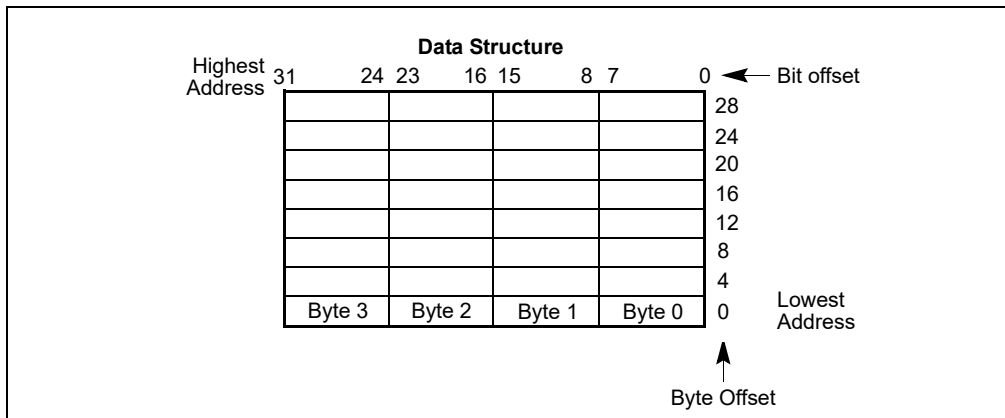 Data Structure
Highest
Address
31 24 23 16 15 8 7 0
Bit offset
28
24
20
16
12
8
4
Byte 3 Byte 2 Byte 1 Byte 0 0
Lowest
Address
Byte Offset